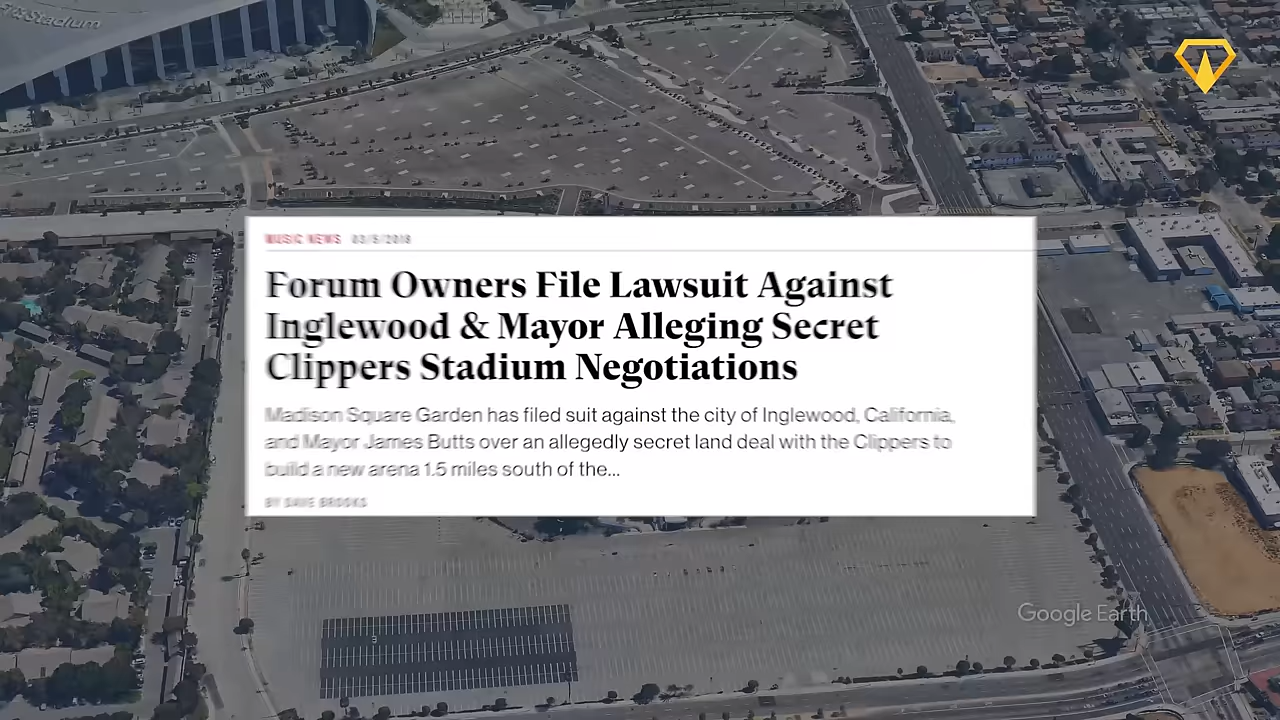 Stadium
MUSIC NEWS 03/5/2018
Forum Owners File Lawsuit Against
Inglewood & Mayor Alleging Secret
Clippers Stadium Negotiations
Madison Square Garden has filed suit against the city of Inglewood, California,
and Mayor James Butts over an allegedly secret land deal with the Clippers to
build a new arena 1.5 miles south of the...
BY DAVE BROOKS
Google Earth